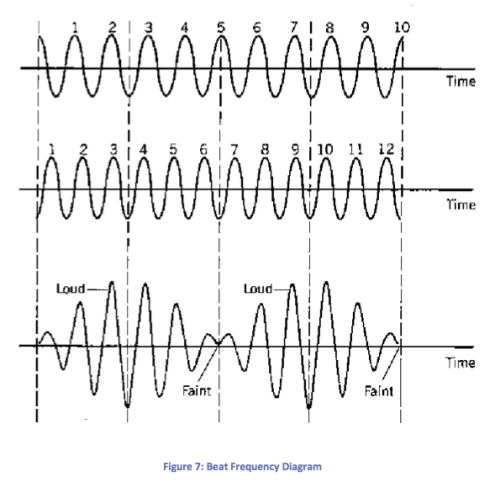 1 2 3 4 5 6 7 8 9 10
Time
1 2 3 4 5 6 7 8 9 10 11 12
Time
Loud Loud
Time
Faint Faint
Figure 7: Beat Frequency Diagram